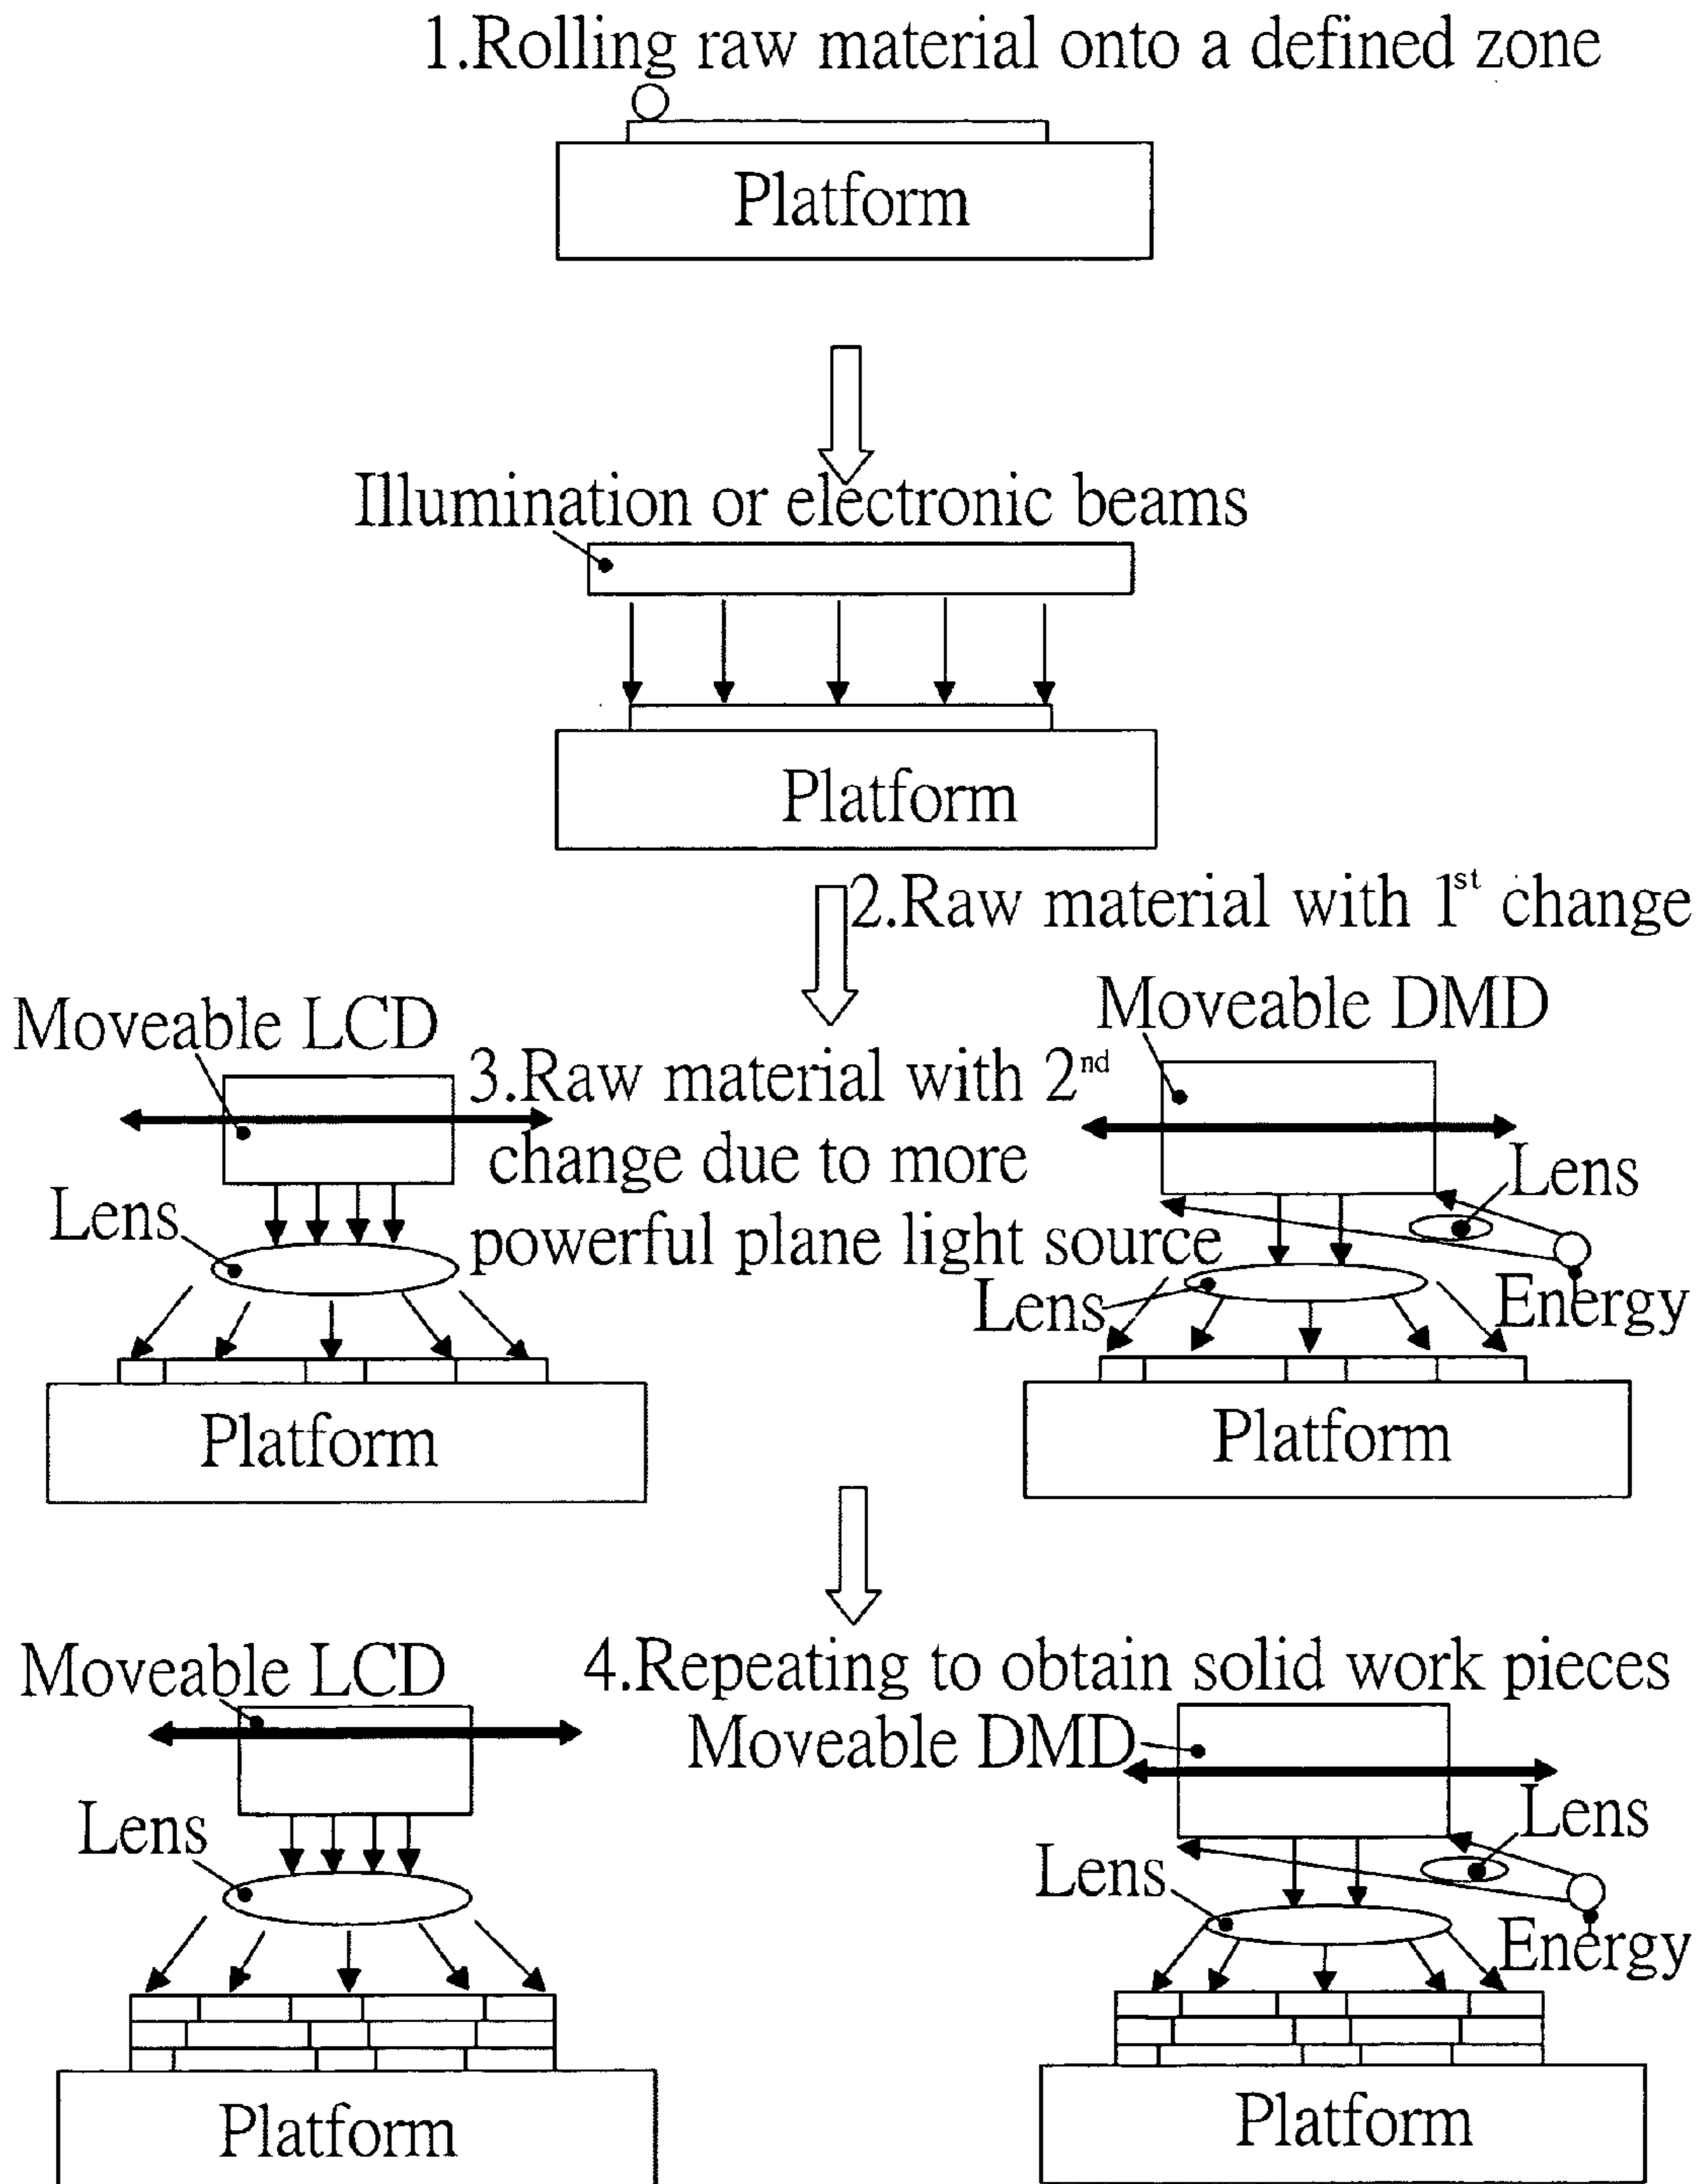 1.Rolling raw material onto a defined zone
Platform
Illumination or electronic beams
Platform
2.Raw material with 1st change
Moveable LCD
Moveable DMD
3.Raw material with 2nd
change due to more
powerful plane light source
Lens
Lens
Lens
Energy
Platform
Platform
4.Repeating to obtain solid work pieces
Moveable LCD
Moveable DMD
Lens
Lens
Lens
Energy
Platform
Platform